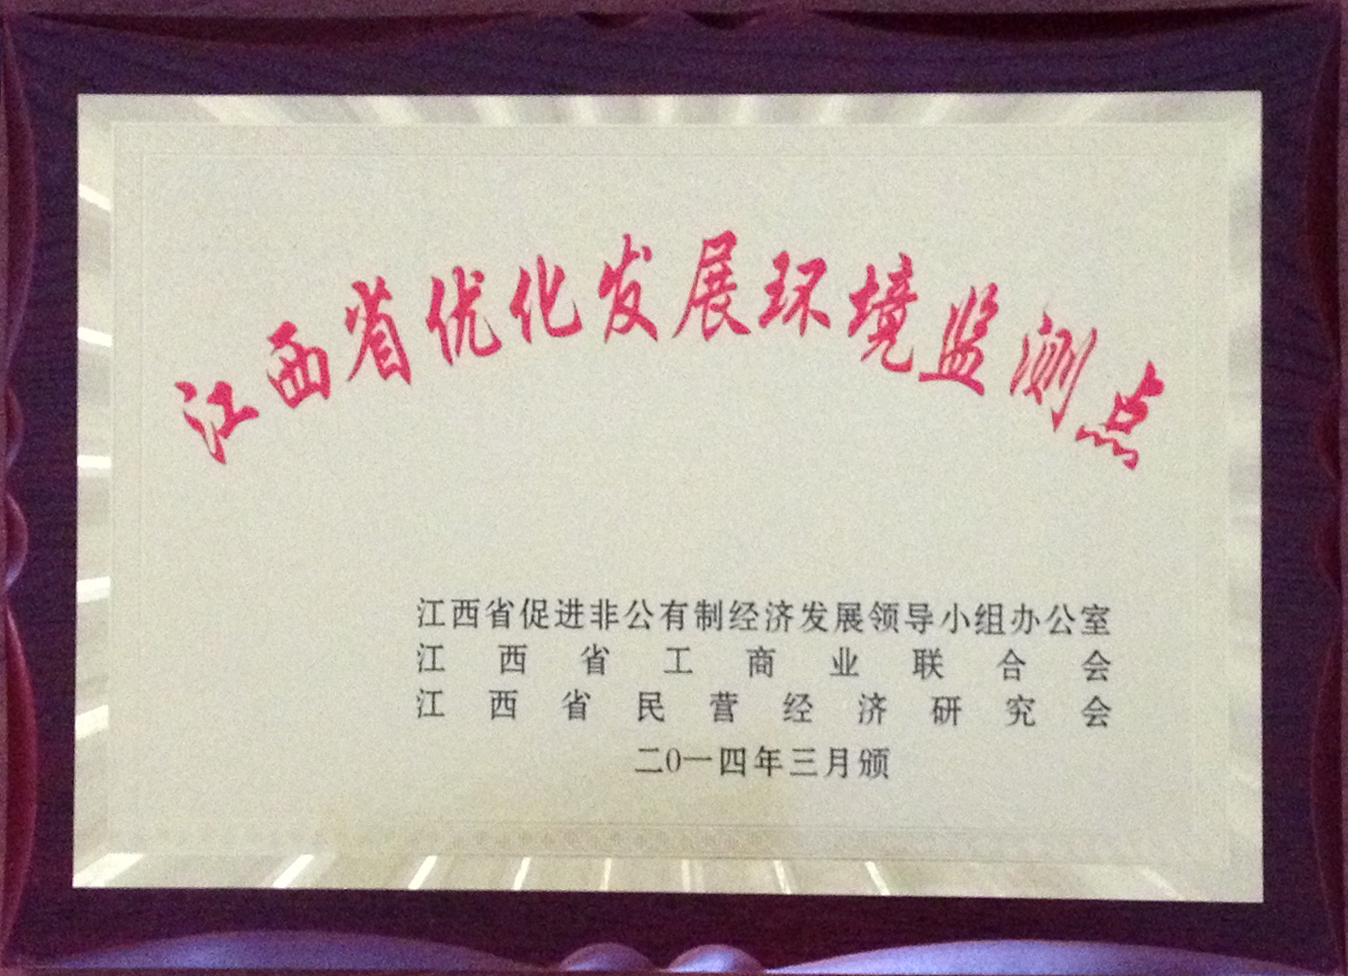 江西省优化发展环境监测点
江西省促进非公有制经济发展领导小组办公室
江西省工商业联合会
江西省民营经济研究会
二0一四年三月颁